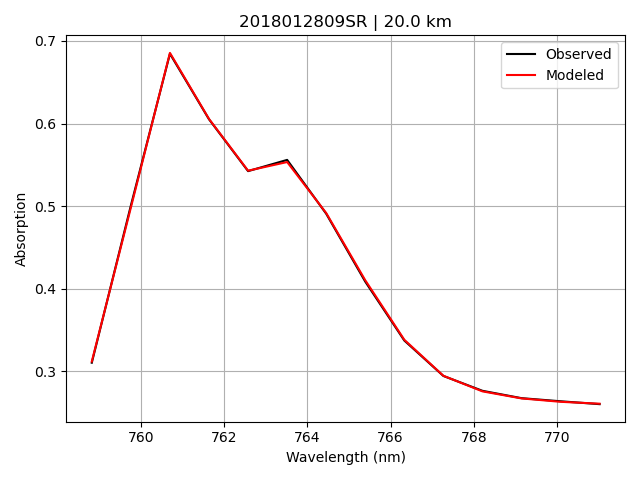 2018012809SR | 20.0 km
Observed
Modeled
0.7
0.6
0.5
0.4
0.3
Absorption
760
762
764
766
768
770
Wavelength (nm)